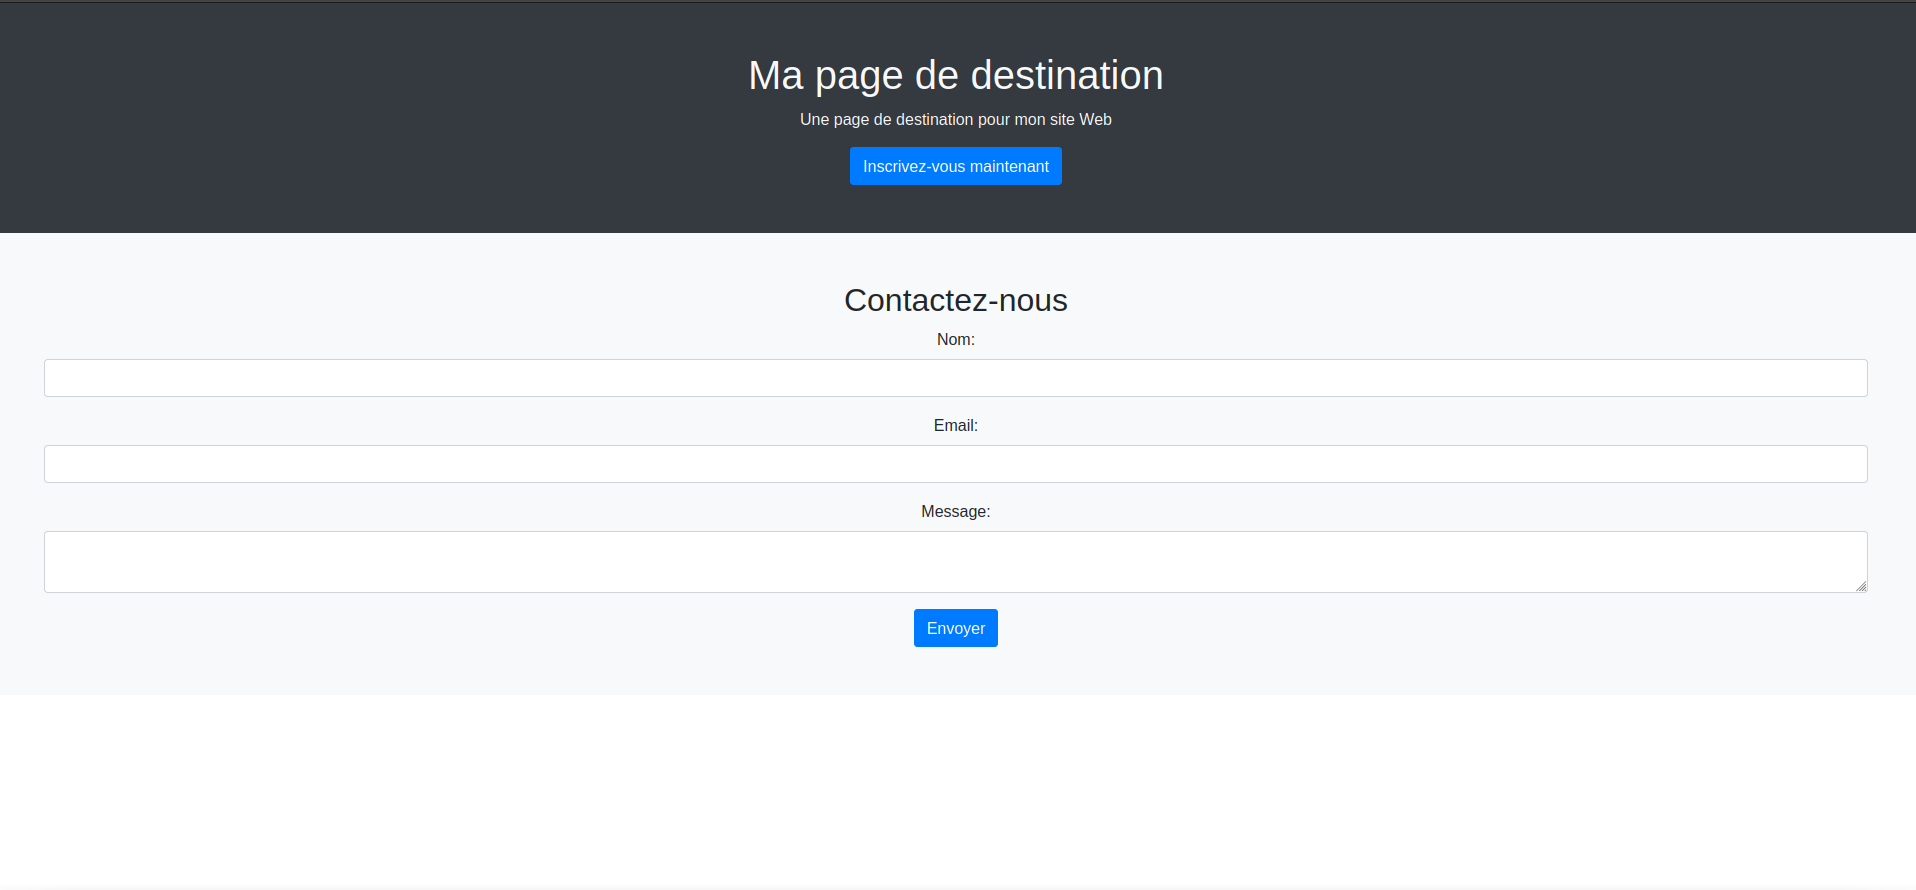 Ma page de destination
Une page de destination pour mon site Web
Inscrivez-vous maintenant
Contactez-nous
Nom:
Email:
Message:
Envoyer